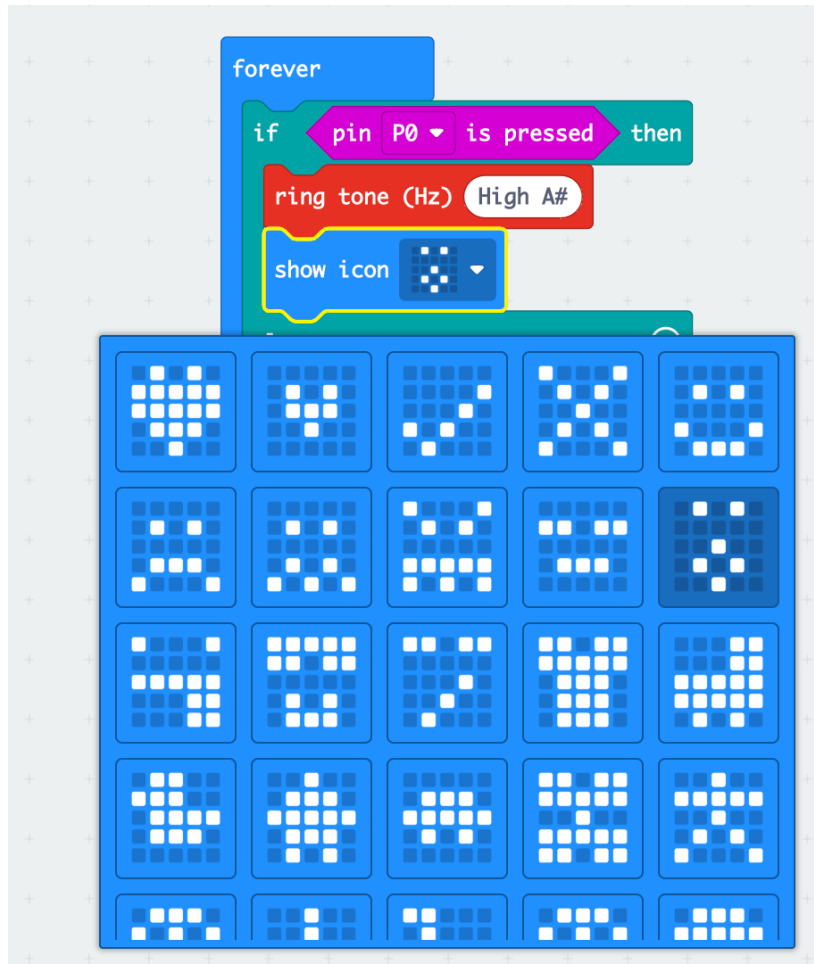 forever
if pin P0 is pressed then
ring tone (Hz) High A#
show icon